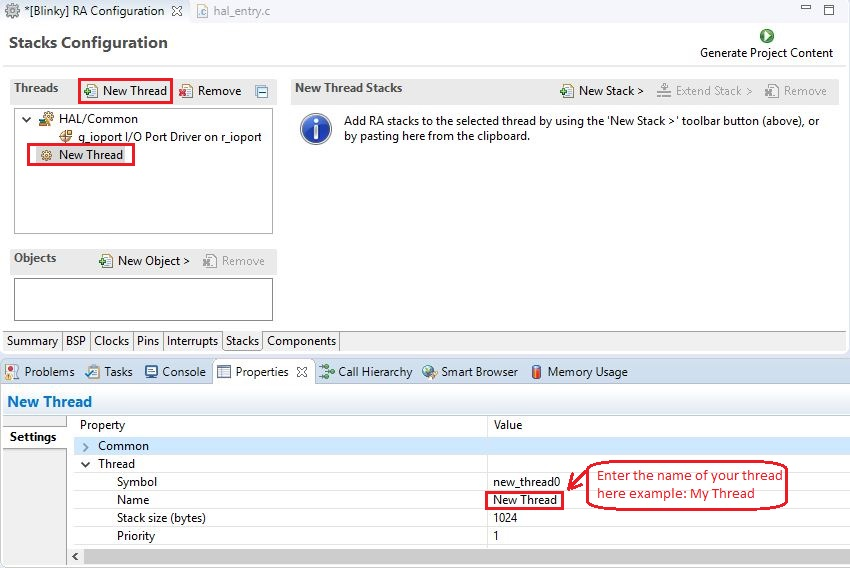 *[Blinky] RA Configuration
hal_entry.c
Stacks Configuration
Generate Project Content
Threads
New Thread
Remove
New Thread Stacks
New Stack >
Extend Stack >
Remove
HAL/Common
g_ioport I/O Port Driver on r_ioport
New Thread
Add RA stacks to the selected thread by using the 'New Stack >' toolbar button (above), or
by pasting here from the clipboard.
Objects
New Object >
Remove
Summary BSP Clocks Pins Interrupts Stacks Components
Problems Tasks Console Properties Call Hierarchy Smart Browser Memory Usage
New Thread
Settings
Property Value
Common
Thread
Symbol new_thread0
Name New Thread
Stack size (bytes) 1024
Priority 1
Enter the name of your thread
here example: My Thread